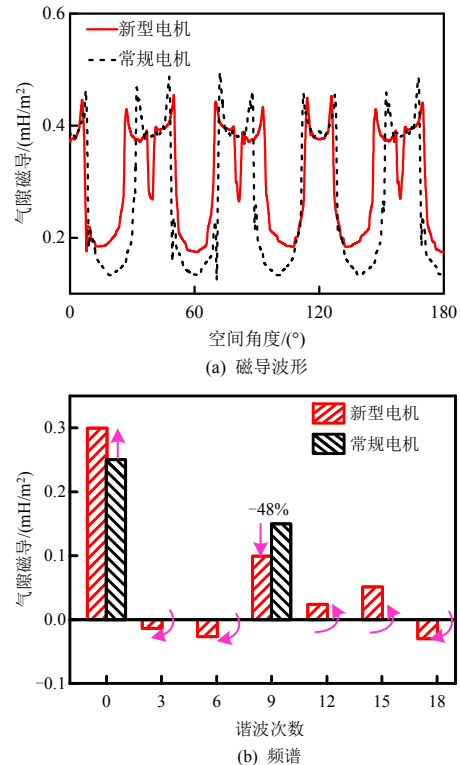 0.6
新型电机
常规电机
0.4
0.2
气隙磁导/(mH/m²)
0
60
120
180
空间角度/(°)
(a) 磁导波形
新型电机
常规电机
0.3
0.2
−48%
0.1
0.0
−0.1
气隙磁导/(mH/m²)
0
3
6
9
12
15
18
谐波次数
(b) 频谱